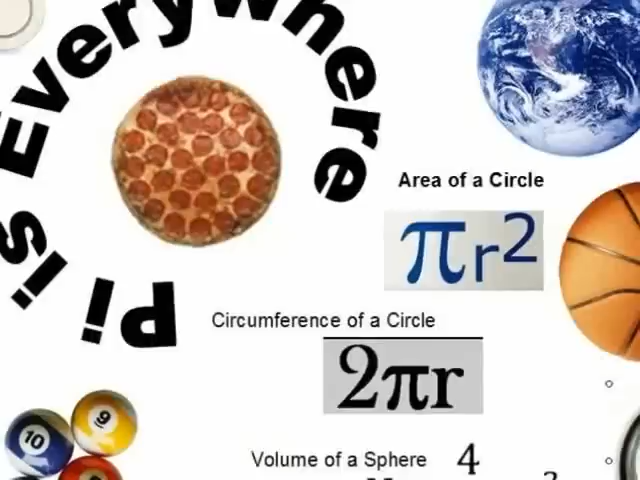 Pi is Everywhere
Area of a Circle
πr²
Circumference of a Circle
2πr
Volume of a Sphere 4
10
9